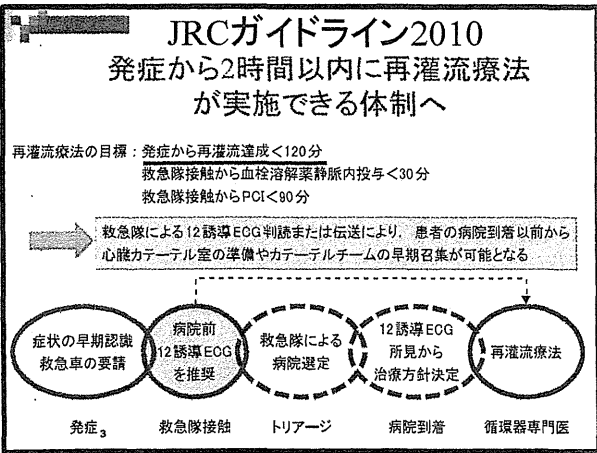 JRCガイドライン2010
発症から2時間以内に再灌流療法
が実施できる体制へ
再灌流療法の目標：発症から再灌流達成＜120分
救急隊接触から血栓溶解薬静脈内投与＜30分
救急隊接触からPCI＜90分
救急隊による12誘導ECG判読または伝送により、患者の病院到着以前から
心臓カテーテル室の準備やカテーテルチームの早期召集が可能となる
症状の早期認識
救急車の要請
病院前
12誘導ECG
を推奨
救急隊による
病院選定
12誘導ECG
所見から
治療方針決定
再灌流療法
発症3
救急隊接触
トリアージ
病院到着
循環器専門医